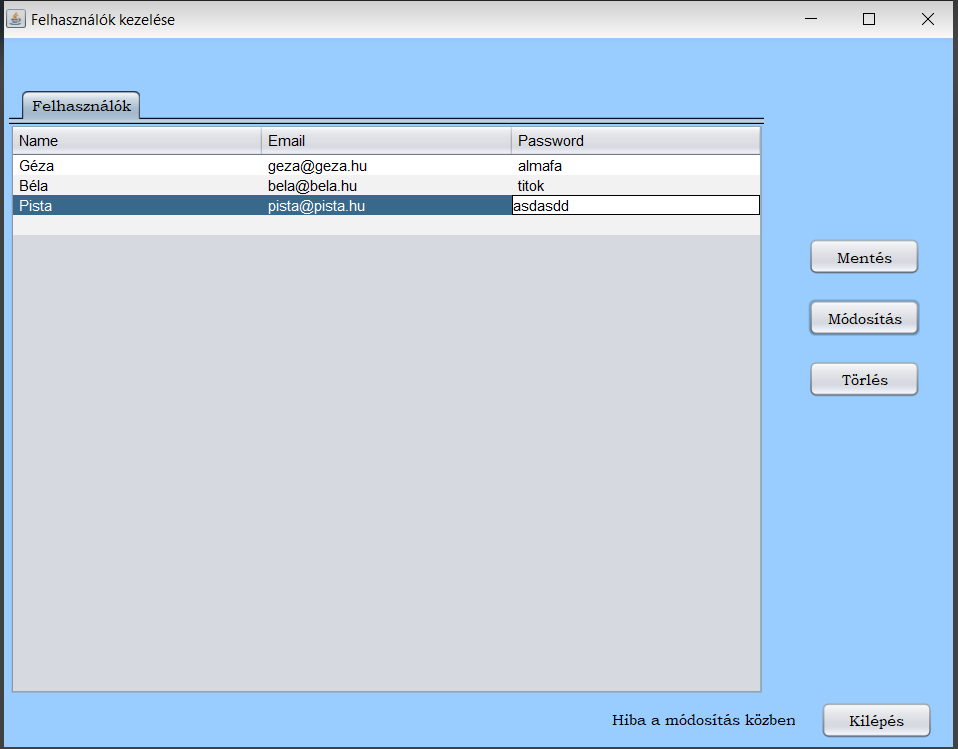 Felhasználók kezelése
Felhasználók
Name Email Password
Géza geza@geza.hu almafa
Béla bela@bela.hu titok
Pista pista@pista.hu asdasdd
Mentés
Módosítás
Törlés
Hiba a módosítás közben Kilépés